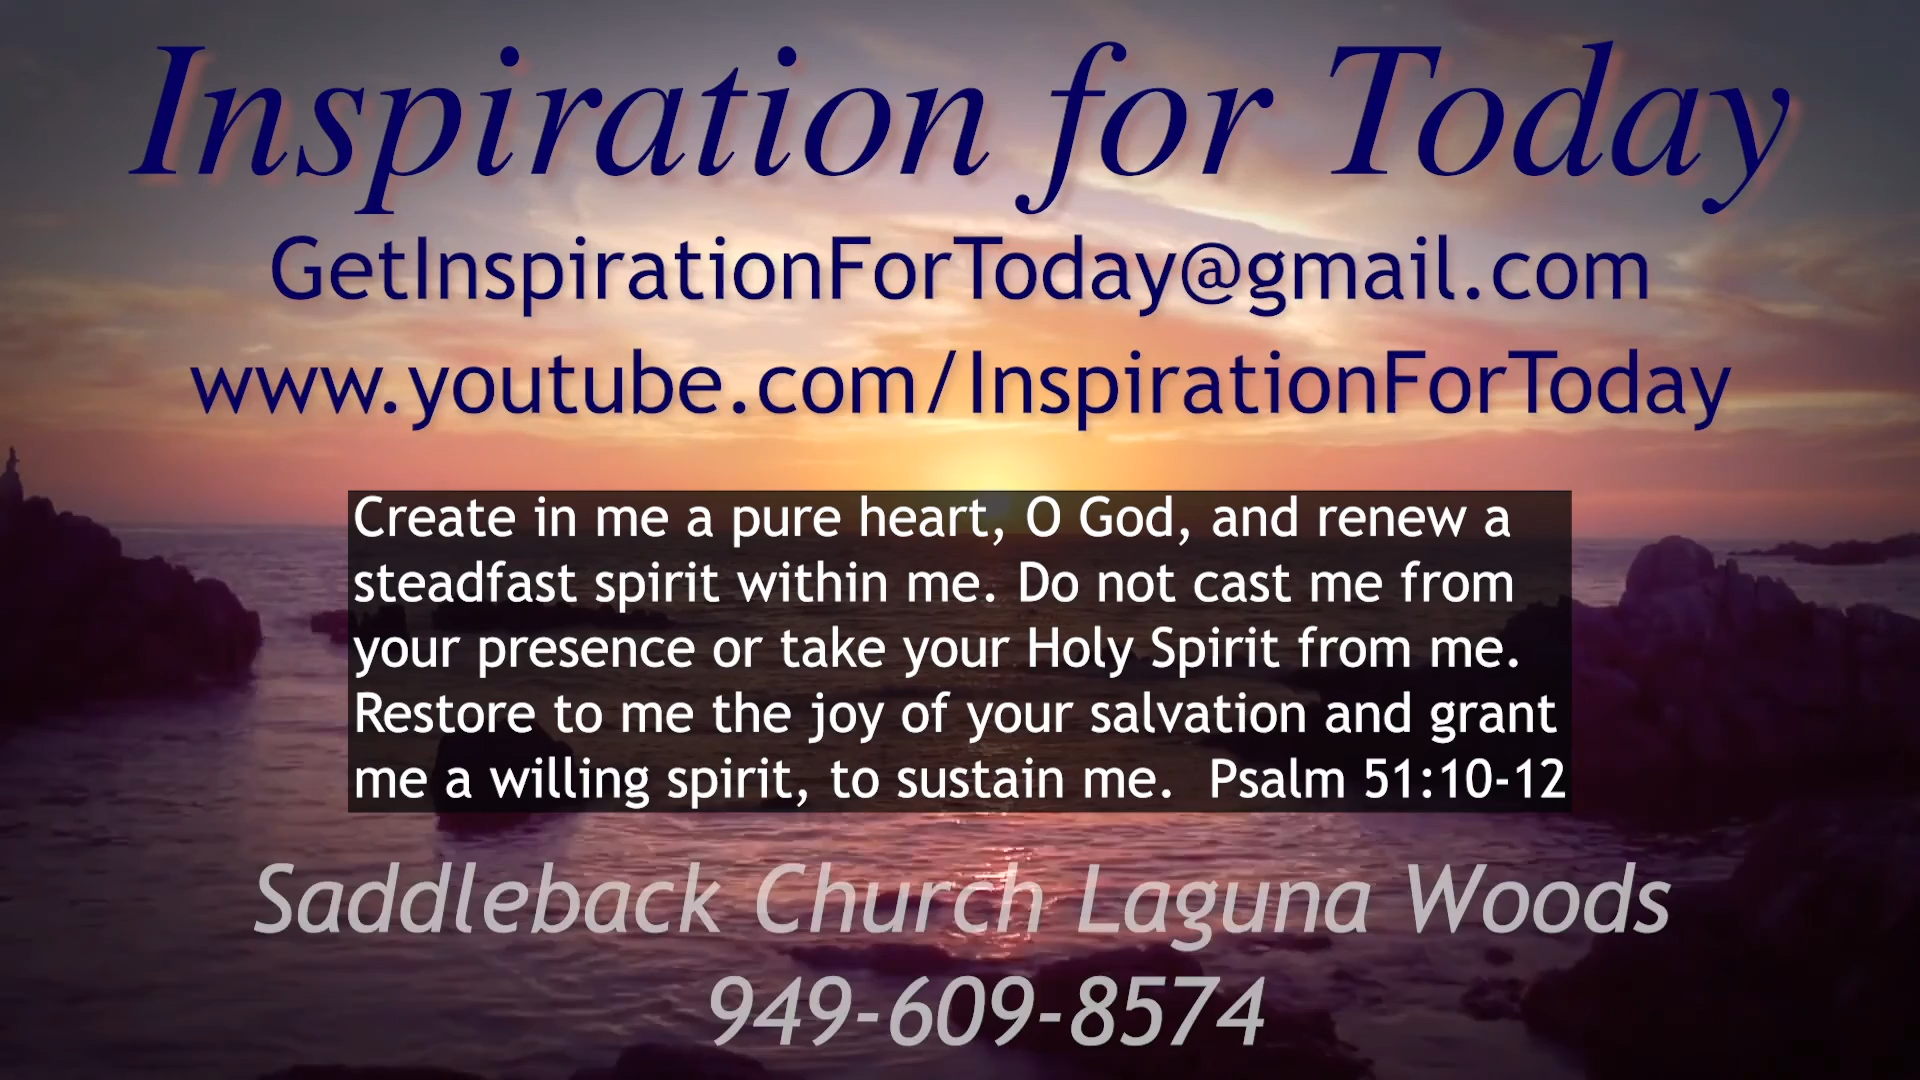 Inspiration for Today
GetInspirationForToday@gmail.com
www.youtube.com/InspirationForToday
Create in me a pure heart, O God, and renew a
steadfast spirit within me. Do not cast me from
your presence or take your Holy Spirit from me.
Restore to me the joy of your salvation and grant
me a willing spirit, to sustain me.  Psalm 51:10-12
Saddleback Church Laguna Woods
949-609-8574